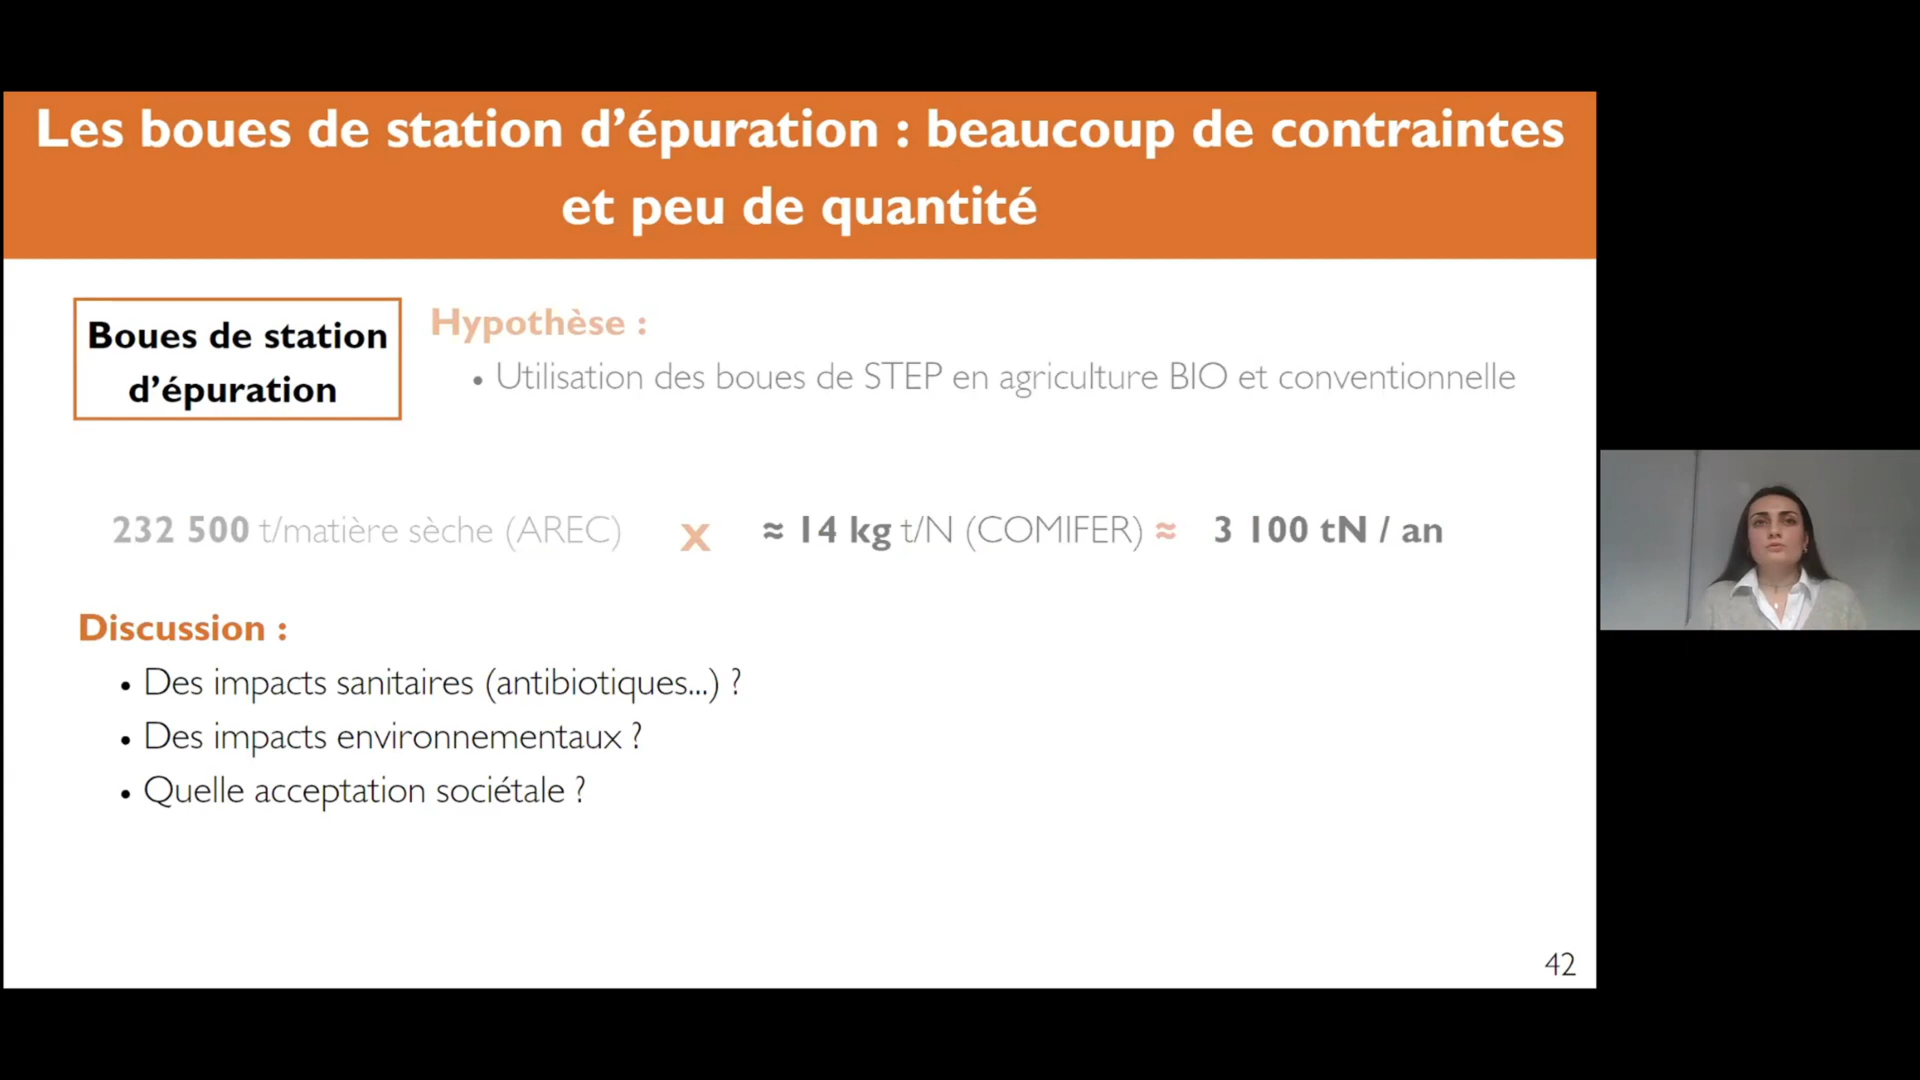 Les boues de station d’épuration : beaucoup de contraintes
et peu de quantité
Boues de station
d’épuration
Hypothèse :
• Utilisation des boues de STEP en agriculture BIO et conventionnelle
232 500 t/matière sèche (AREC) x ≈ 14 kg t/N (COMIFER) ≈ 3 100 tN / an
Discussion :
• Des impacts sanitaires (antibiotiques...) ?
• Des impacts environnementaux ?
• Quelle acceptation sociétale ?
42